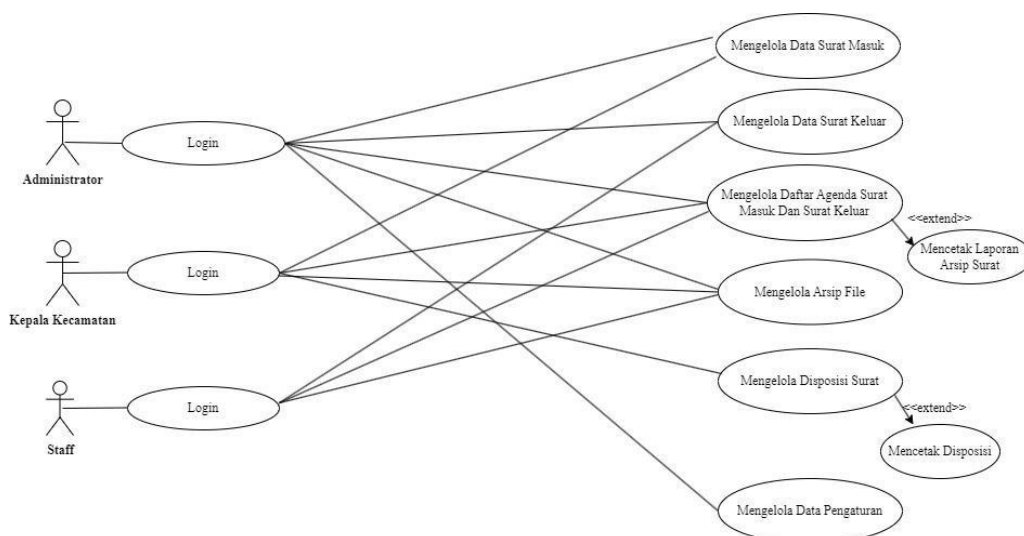 Mengelola Data Surat Masuk
Administrator
Login
Mengelola Data Surat Keluar
Mengelola Daftar Agenda Surat
Masuk Dan Surat Keluar
<<extend>>
Mencetak Laporan
Arsip Surat
Kepala Kecamatan
Login
Mengelola Arsip File
Mengelola Disposisi Surat
<<extend>>
Mencetak Disposisi
Staff
Login
Mengelola Data Pengaturan